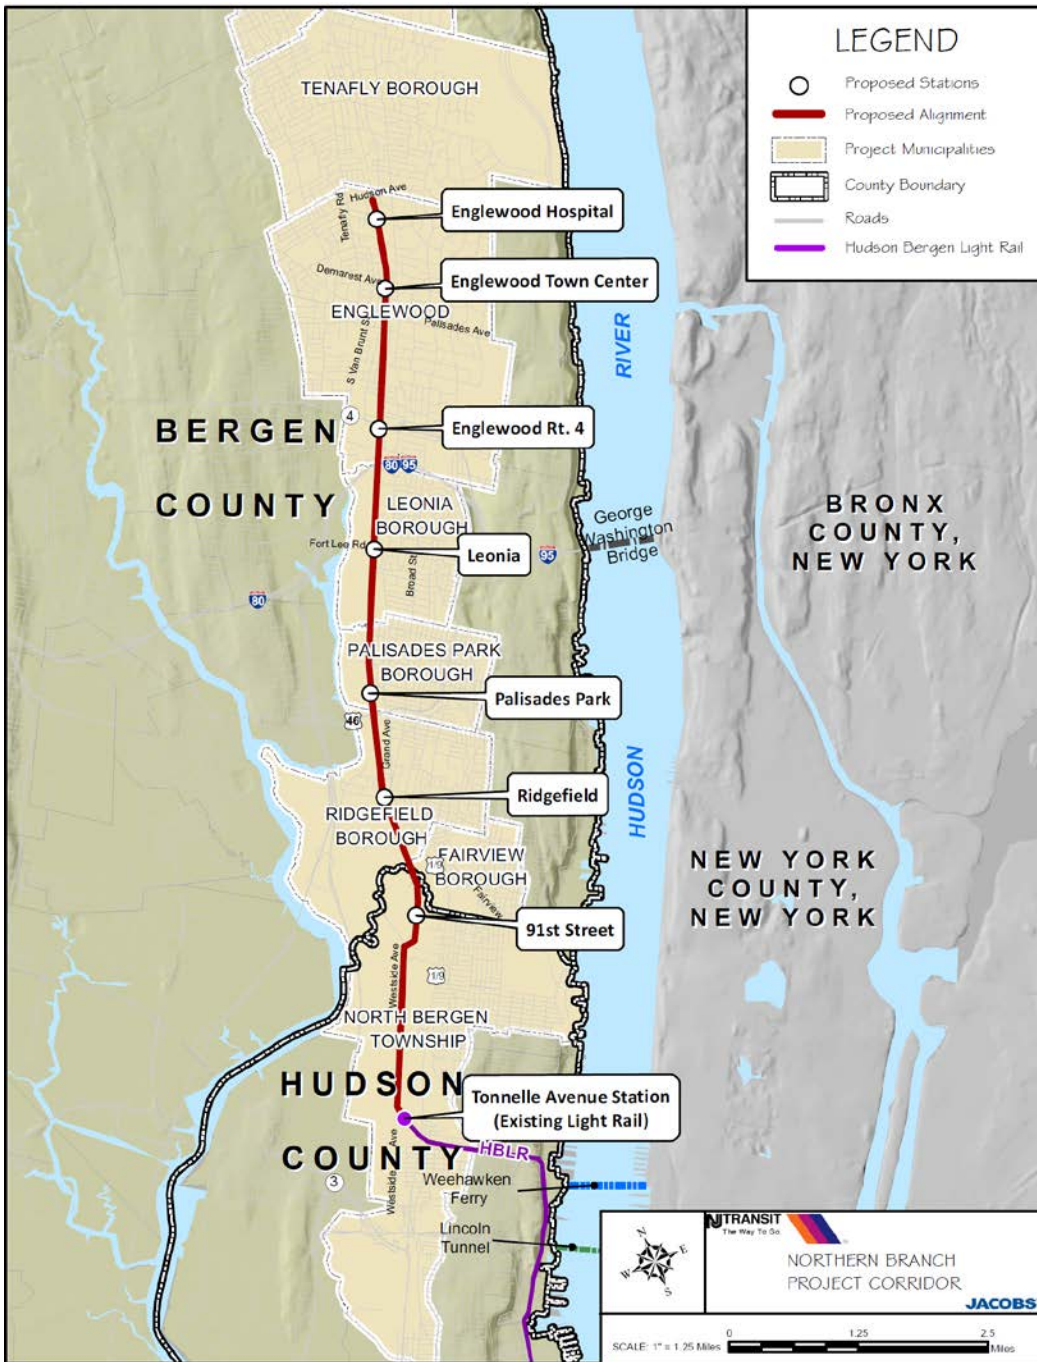 LEGEND
Proposed Stations
Proposed Alignment
Project Municipalities
County Boundary
Roads
Hudson Bergen Light Rail
TENAFLY BOROUGH
Hudson Ave
Tenafly Rd
Englewood Hospital
Demarest Ave
Englewood Town Center
ENGLEWOOD
Palisades Ave
S Van Brunt St
RIVER
4
Englewood Rt. 4
BERGEN
COUNTY
80 95
LEONIA
BOROUGH
Fort Lee Rd
Leonia
Broad St
George
Washington
Bridge
95
80
BRONX
COUNTY,
NEW YORK
PALISADES PARK
BOROUGH
Palisades Park
46
Grand Ave
HUDSON
Ridgefield
RIDGEFIELD
BOROUGH
1/9
FAIRVIEW
BOROUGH
Fairview
NEW YORK
COUNTY,
NEW YORK
91st Street
Westside Ave
1/9
NORTH BERGEN
TOWNSHIP
HUDSON
COUNTY
Tonnelle Avenue Station
(Existing Light Rail)
HBLR
Westside Ave
3
Weehawken
Ferry
Lincoln
Tunnel
N
E
W
S
NJTRANSIT
The Way To Go.
NORTHERN BRANCH
PROJECT CORRIDOR
JACOBS
SCALE: 1" = 1.25 Miles
0 1.25 2.5
Miles